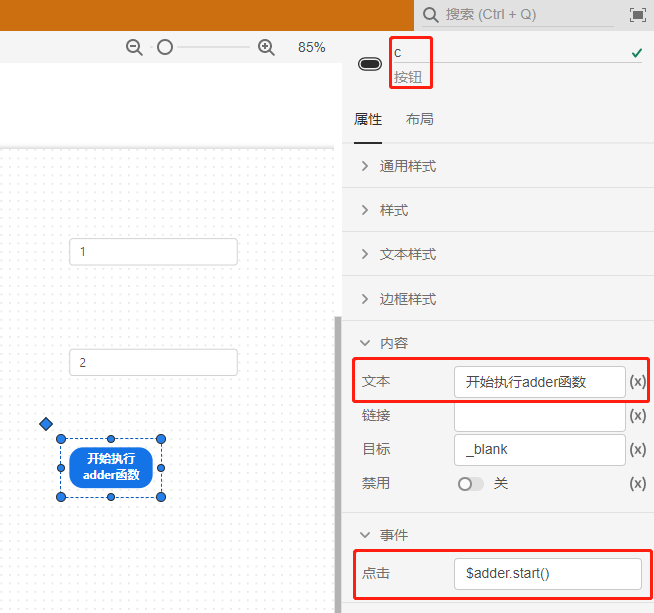 搜索 (Ctrl + Q)
85%
c
按钮
属性 布局
通用样式
样式
文本样式
边框样式
内容
文本 开始执行adder函数 (x)
链接 (x)
目标 _blank (x)
禁用 关 (x)
事件
点击 $adder.start()
1
2
开始执行
adder函数